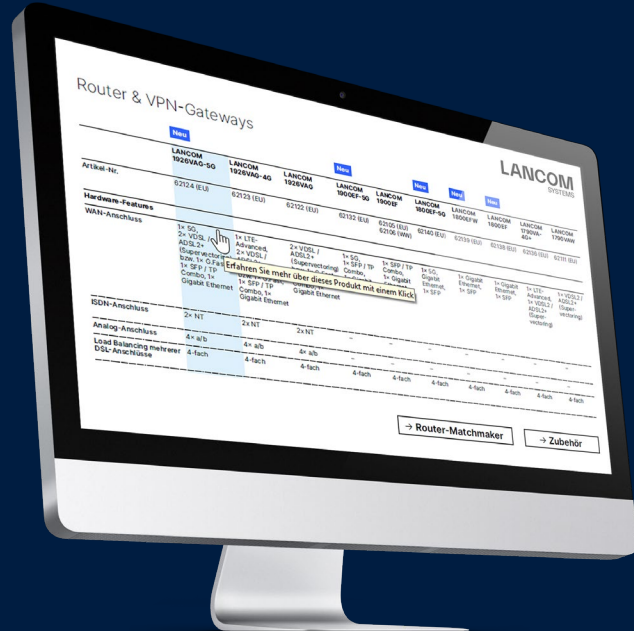 Router & VPN-Gateways
LANCOM
SYSTEMS
Neu Neu Neu Neu Neu
LANCOM 1926VAG-5G LANCOM 1926VAG-4G LANCOM 1926VAG LANCOM 1900EF-5G LANCOM 1900EF LANCOM 1800EF-5G LANCOM 1800EFW LANCOM 1800EF LANCOM 1790VA-4G+ LANCOM 1790VAW
Artikel-Nr. 62124 (EU) 62123 (EU) 62122 (EU) 62132 (EU) 62105 (EU) 62106 (WW) 62140 (EU) 62139 (EU)
Hardware-Features
WAN-Anschluss
1× 5G,
2× VDSL /
ADSL2+
(Supervectoring)
bzw. 1× G.Fast
1× SFP / TP
Combo, 1×
Gigabit Ethernet
1× LTE-
Advanced,
2× VDSL /
1× SFP / TP
Combo, 1×
Gigabit Ethernet
2× VDSL /
ADSL2+
(Supervectoring)
Gigabit Ethernet
1× 5G,
1× SFP / TP
Combo,
1× SFP / TP
Combo,
1× 5G,
Gigabit
Ethernet,
1× SFP
1× Gigabit
Ethernet,
1× SFP
1× Gigabit
Ethernet,
1× SFP
1× LTE-
Advanced,
1× VDSL2 /
ADSL2+
(Super-
vectoring)
1× VDSL2 /
ADSL2+
(Super-
vectoring)
Erfahren Sie mehr über dieses Produkt mit einem Klick
ISDN-Anschluss 2× NT 2x NT 2x NT – – – – – – –
Analog-Anschluss 4× a/b 4× a/b 4× a/b – – – – – – –
Load Balancing mehrerer
DSL-Anschlüsse 4-fach 4-fach 4-fach 4-fach 4-fach 4-fach 4-fach 4-fach 4-fach 4-fach
→ Router-Matchmaker → Zubehör